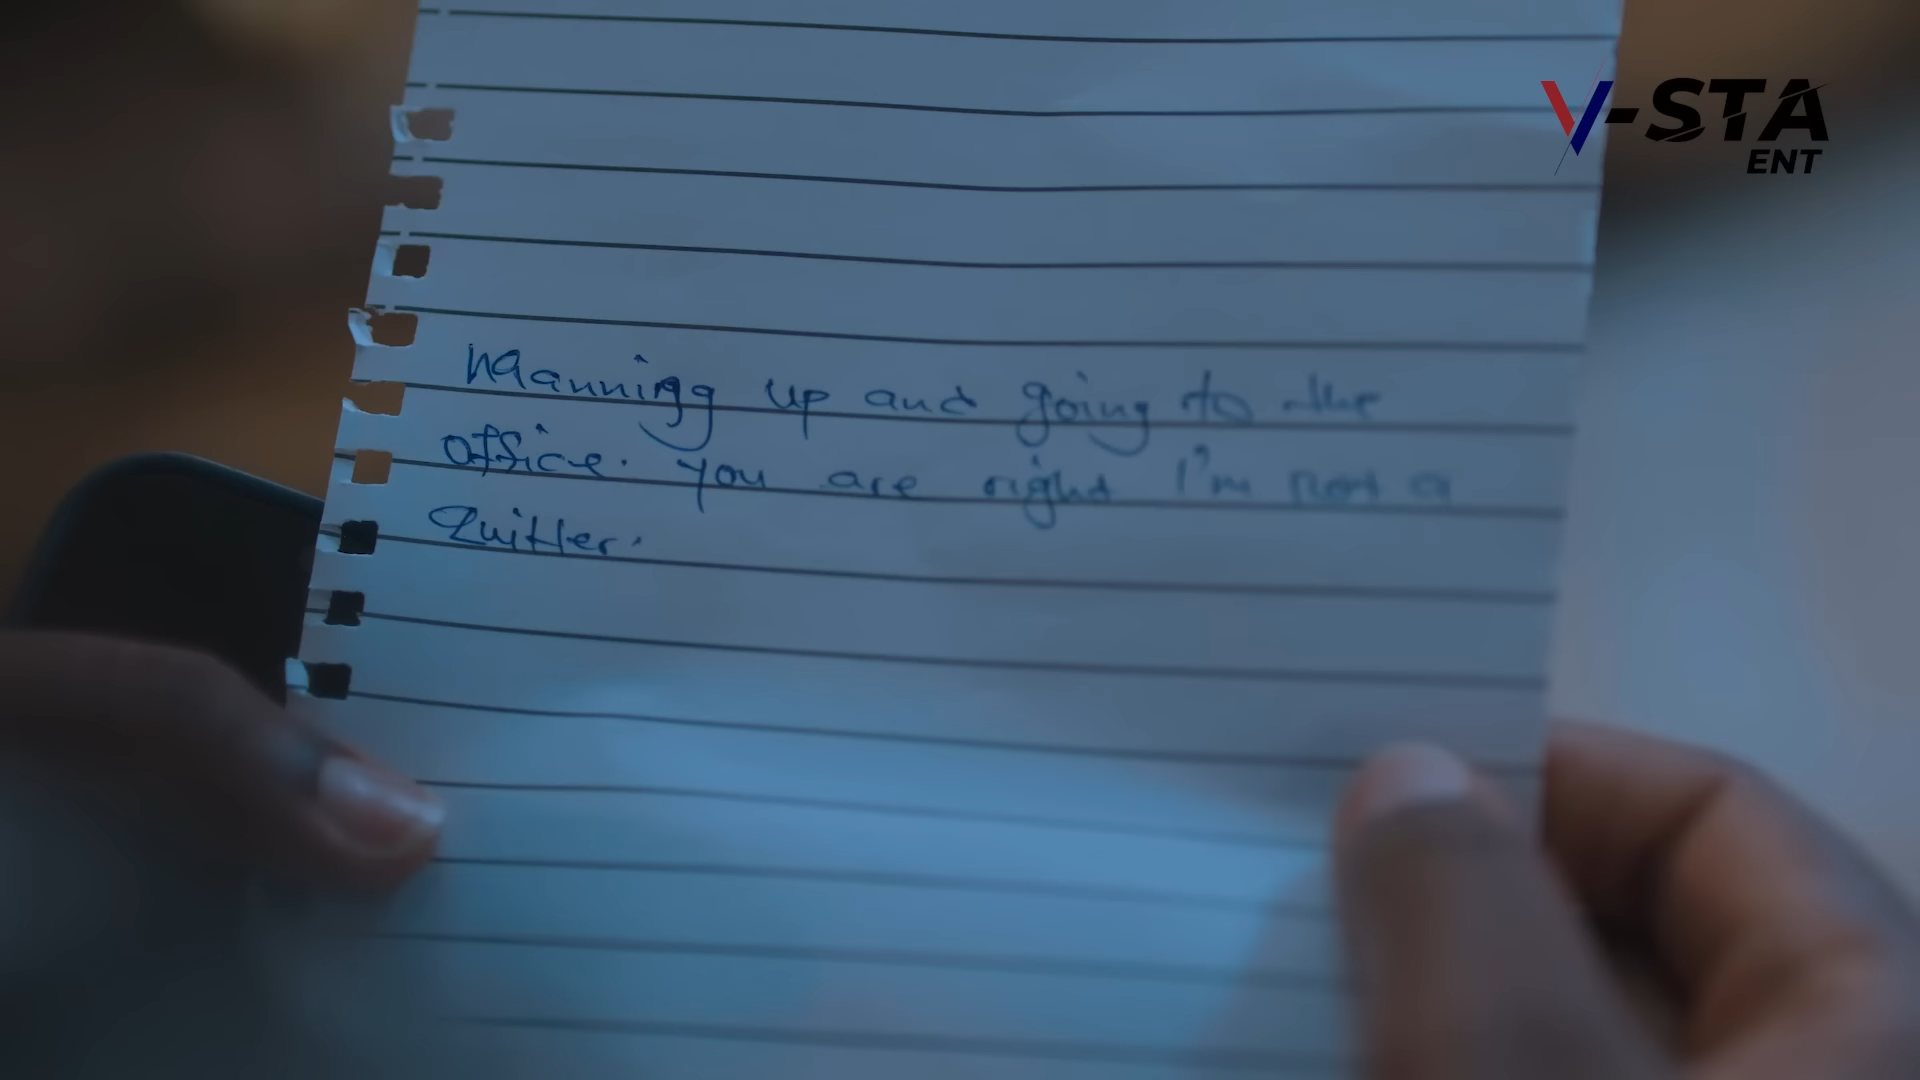 V-STA
ENT
Manning up and going to the
office. You are right I'm not a
Quitter.